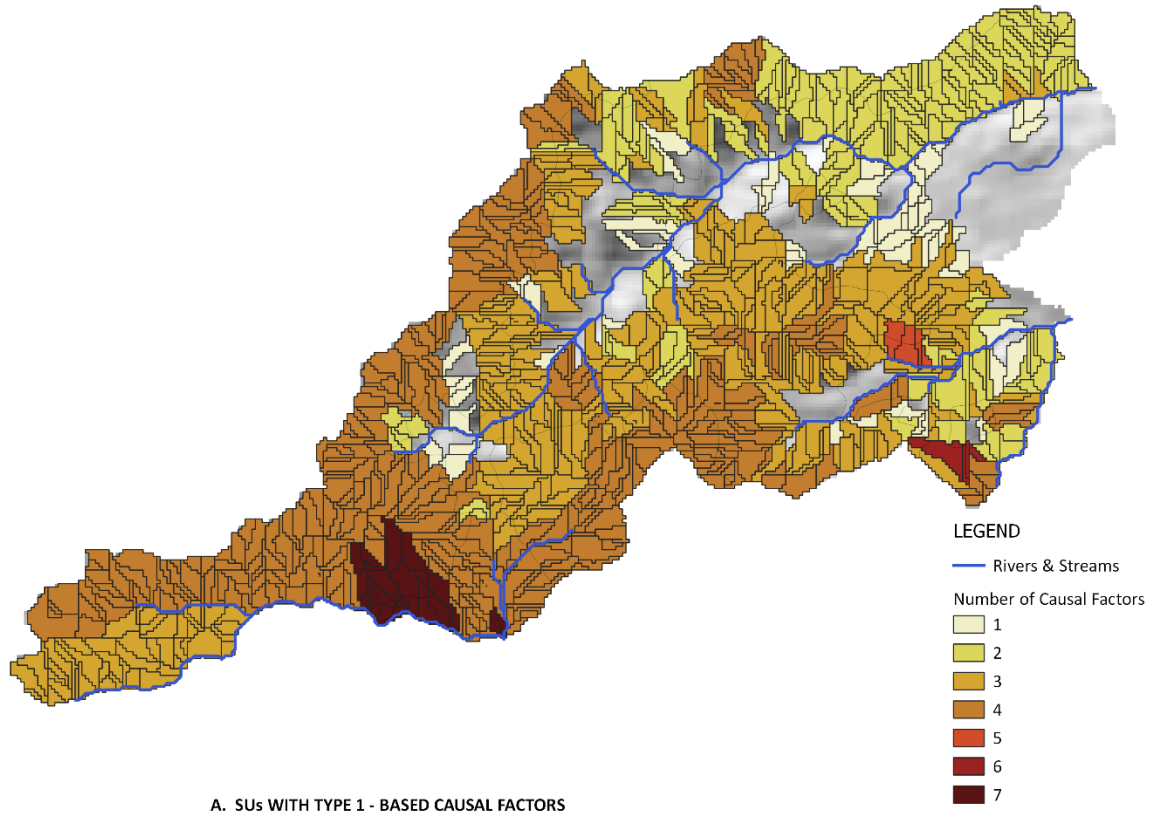 LEGEND
Rivers & Streams
Number of Causal Factors
1
2
3
4
5
6
7
A. SUs WITH TYPE 1 - BASED CAUSAL FACTORS